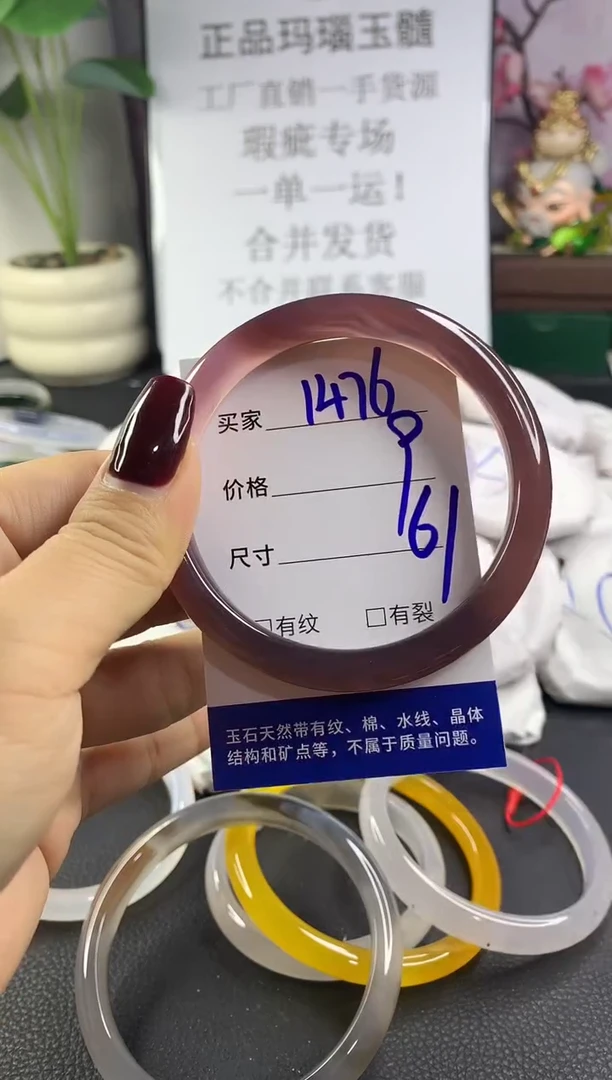 正品玛瑙玉髓
工厂直销一手货源
瑕疵专场
一单一运！
合并发货
不合并联系客服
买家 1476
价格
尺寸 61
□有纹 □有裂
玉石天然带有纹、棉、水线、晶体
结构和矿点等，不属于质量问题。